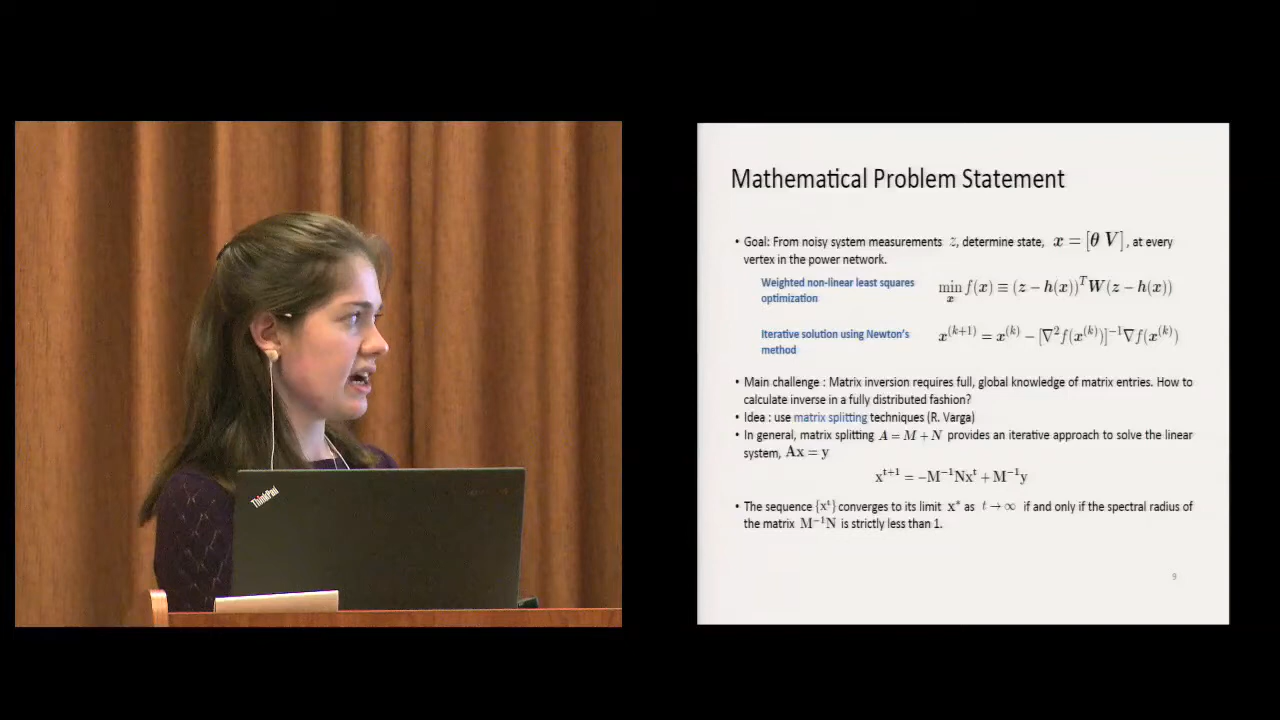 ThinkPad
Mathematical Problem Statement
• Goal: From noisy system measurements z, determine state, x = [θ V], at every
vertex in the power network.
Weighted non-linear least squares
optimization
min f(x) ≡ (z − h(x))ᵀ W(z − h(x))
x
Iterative solution using Newton's
method
x⁽ᵏ⁺¹⁾ = x⁽ᵏ⁾ − [∇²f(x⁽ᵏ⁾)]⁻¹∇f(x⁽ᵏ⁾)
• Main challenge : Matrix inversion requires full, global knowledge of matrix entries. How to
calculate inverse in a fully distributed fashion?
• Idea : use matrix splitting techniques (R. Varga)
• In general, matrix splitting A = M + N provides an iterative approach to solve the linear
system, Ax = y
xᵗ⁺¹ = −M⁻¹Nxᵗ + M⁻¹y
• The sequence {xᵗ} converges to its limit x* as t → ∞ if and only if the spectral radius of
the matrix M⁻¹N is strictly less than 1.
9